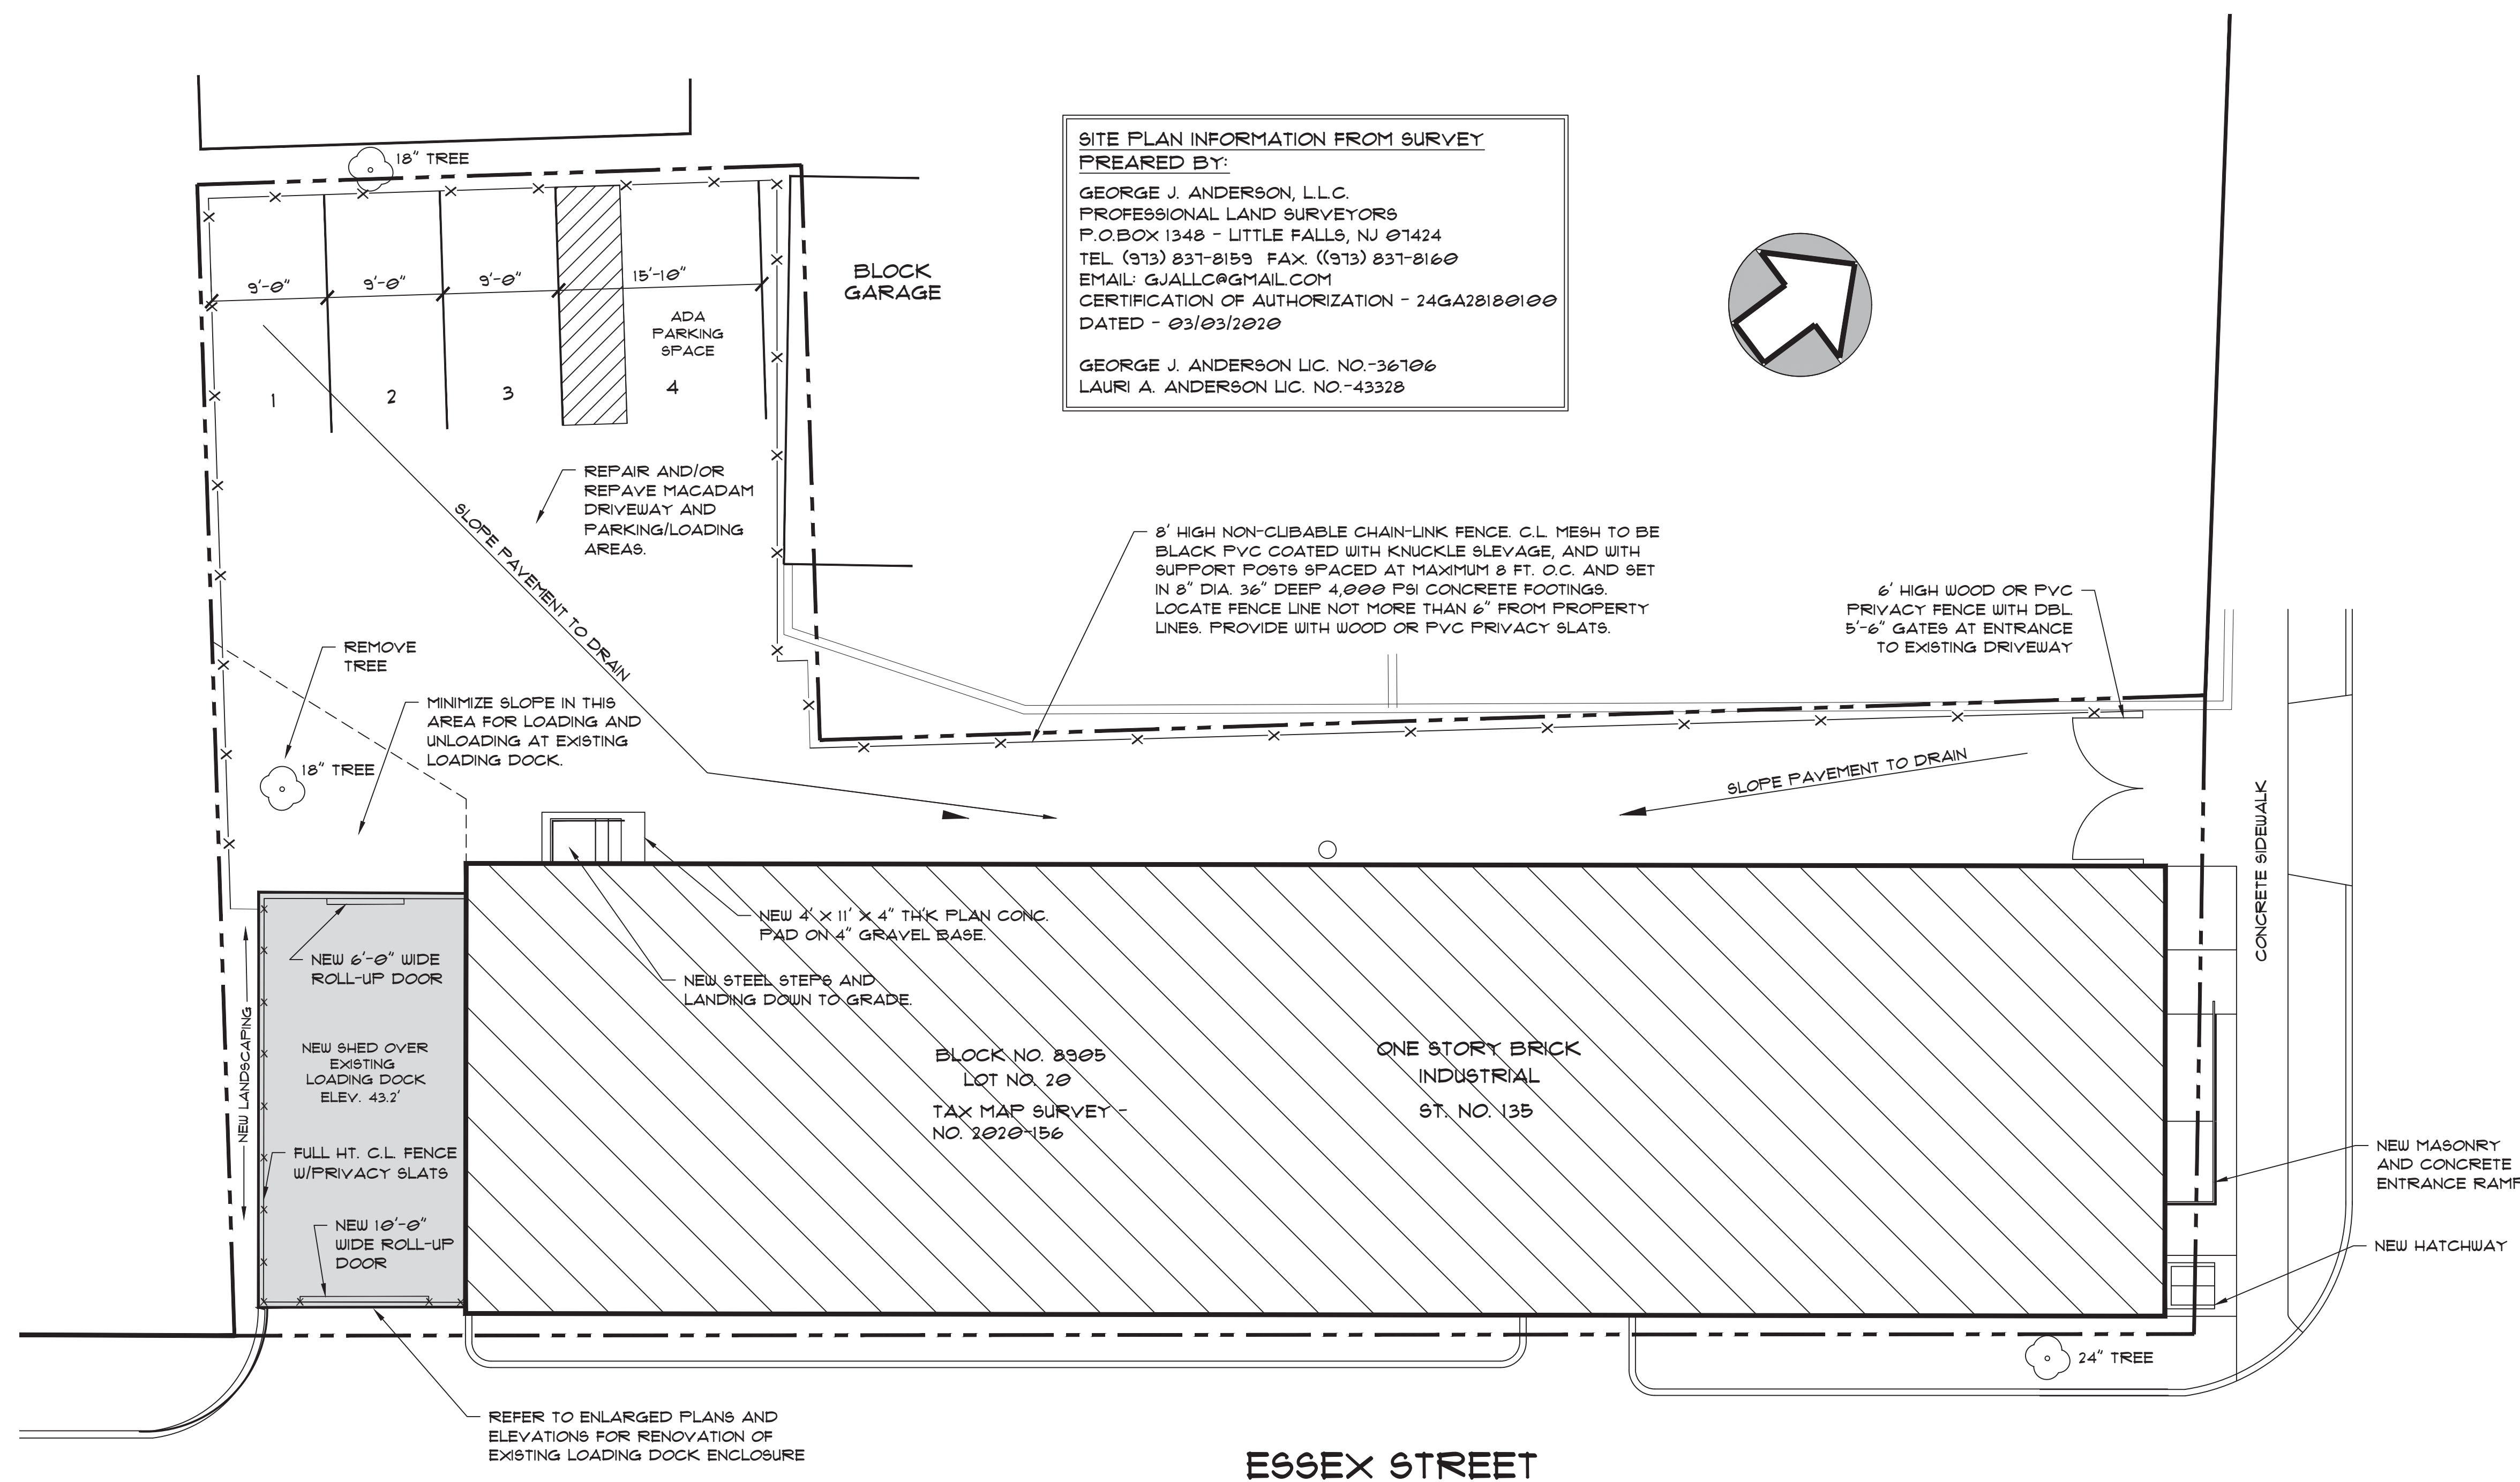 18" TREE
9'-0"
9'-0"
9'-0"
15'-10"
ADA
PARKING
SPACE
1
2
3
4
BLOCK
GARAGE
SITE PLAN INFORMATION FROM SURVEY
PREARED BY:
GEORGE J. ANDERSON, L.L.C.
PROFESSIONAL LAND SURVEYORS
P.O.BOX 1348 - LITTLE FALLS, NJ 07424
TEL. (973) 837-8159 FAX. ((973) 837-8160
EMAIL: GJALLC@GMAIL.COM
CERTIFICATION OF AUTHORIZATION - 24GA28180100
DATED - 03/03/2020
GEORGE J. ANDERSON LIC. NO.-36706
LAURI A. ANDERSON LIC. NO.-43328
REPAIR AND/OR
REPAVE MACADAM
DRIVEWAY AND
PARKING/LOADING
AREAS.
SLOPE PAVEMENT TO DRAIN
8' HIGH NON-CLIBABLE CHAIN-LINK FENCE. C.L. MESH TO BE
BLACK PVC COATED WITH KNUCKLE SLEVAGE, AND WITH
SUPPORT POSTS SPACED AT MAXIMUM 8 FT. O.C. AND SET
IN 8" DIA. 36" DEEP 4,000 PSI CONCRETE FOOTINGS.
LOCATE FENCE LINE NOT MORE THAN 6" FROM PROPERTY
LINES. PROVIDE WITH WOOD OR PVC PRIVACY SLATS.
6' HIGH WOOD OR PVC
PRIVACY FENCE WITH DBL.
5'-6" GATES AT ENTRANCE
TO EXISTING DRIVEWAY
REMOVE
TREE
MINIMIZE SLOPE IN THIS
AREA FOR LOADING AND
UNLOADING AT EXISTING
LOADING DOCK.
18" TREE
SLOPE PAVEMENT TO DRAIN
CONCRETE SIDEWALK
NEW 4' X 11' X 4" TH'K PLAN CONC.
PAD ON 4" GRAVEL BASE.
NEW STEEL STEPS AND
LANDING DOWN TO GRADE.
NEW 6'-0" WIDE
ROLL-UP DOOR
NEW LANDSCAPING
NEW SHED OVER
EXISTING
LOADING DOCK
ELEV. 43.2'
FULL HT. C.L. FENCE
W/PRIVACY SLATS
NEW 10'-0"
WIDE ROLL-UP
DOOR
BLOCK NO. 8905
LOT NO. 20
TAX MAP SURVEY -
NO. 2020-156
ONE STORY BRICK
INDUSTRIAL
ST. NO. 135
NEW MASONRY
AND CONCRETE
ENTRANCE RAMP
NEW HATCHWAY
24" TREE
REFER TO ENLARGED PLANS AND
ELEVATIONS FOR RENOVATION OF
EXISTING LOADING DOCK ENCLOSURE
ESSEX STREET